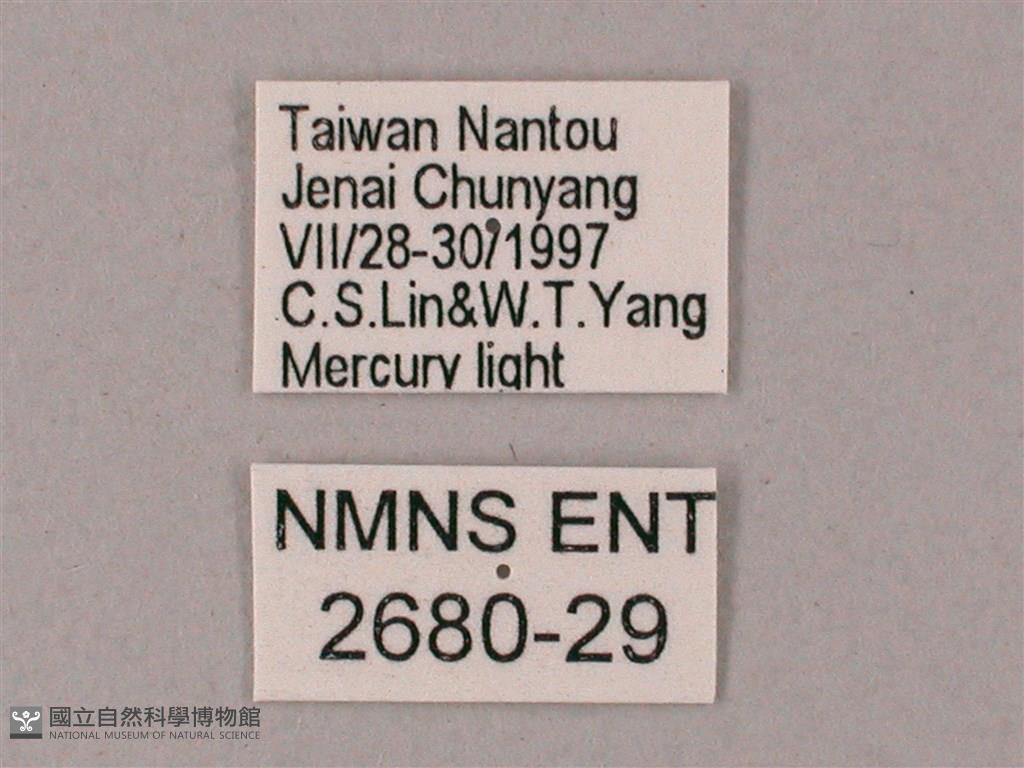 Taiwan Nantou
Jenai Chunyang
VII/28-30/1997
C.S.Lin&W.T.Yang
Mercury light
NMNS ENT
2680-29
國立自然科學博物館
NATIONAL MUSEUM OF NATURAL SCIENCE